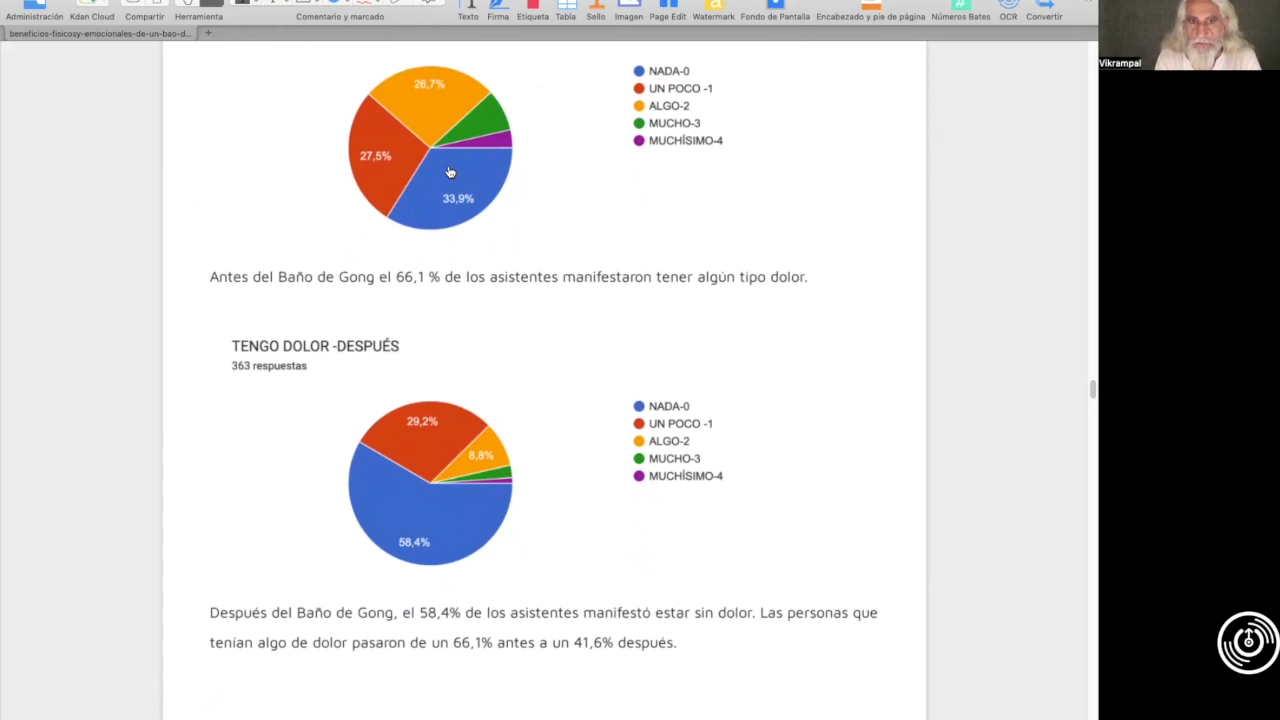 Administración Kdan Cloud Compartir Herramienta Comentario y marcado Texto Firma Etiqueta Tabla Sello Imagen Page Edit Watermark Fondo de Pantalla Encabezado y pie de página Números Bates OCR Convertir
beneficios-fisicosy-emocionales-de-un-bao-d... +
Vikrampal
26,7%
27,5%
33,9%
NADA-0
UN POCO -1
ALGO-2
MUCHO-3
MUCHÍSIMO-4
Antes del Baño de Gong el 66,1 % de los asistentes manifestaron tener algún tipo dolor.
TENGO DOLOR -DESPUÉS
363 respuestas
29,2%
8,8%
58,4%
NADA-0
UN POCO -1
ALGO-2
MUCHO-3
MUCHÍSIMO-4
Después del Baño de Gong, el 58,4% de los asistentes manifestó estar sin dolor. Las personas que
tenían algo de dolor pasaron de un 66,1% antes a un 41,6% después.